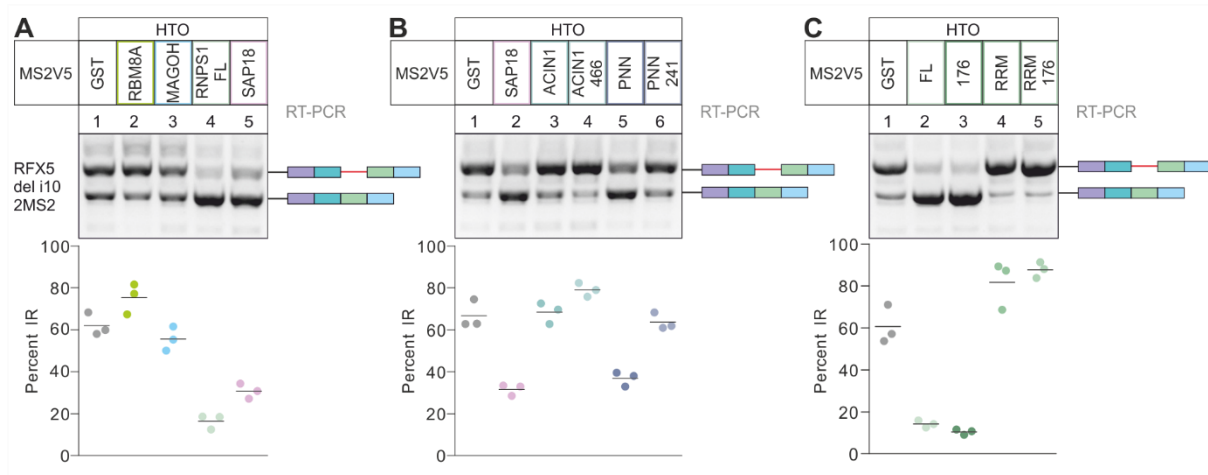 A
HTO
MS2V5
GST
RBM8A
MAGOH
RNPS1
FL
SAP18
1 2 3 4 5
RT-PCR
RFX5
del i10
2MS2
100
80
60
40
20
0
Percent IR
B
HTO
MS2V5
GST
SAP18
ACIN1
ACIN1
466
PNN
PNN
241
1 2 3 4 5 6
RT-PCR
100
80
60
40
20
0
Percent IR
C
HTO
MS2V5
GST
FL
176
RRM
RRM
176
1 2 3 4 5
RT-PCR
100
80
60
40
20
0
Percent IR